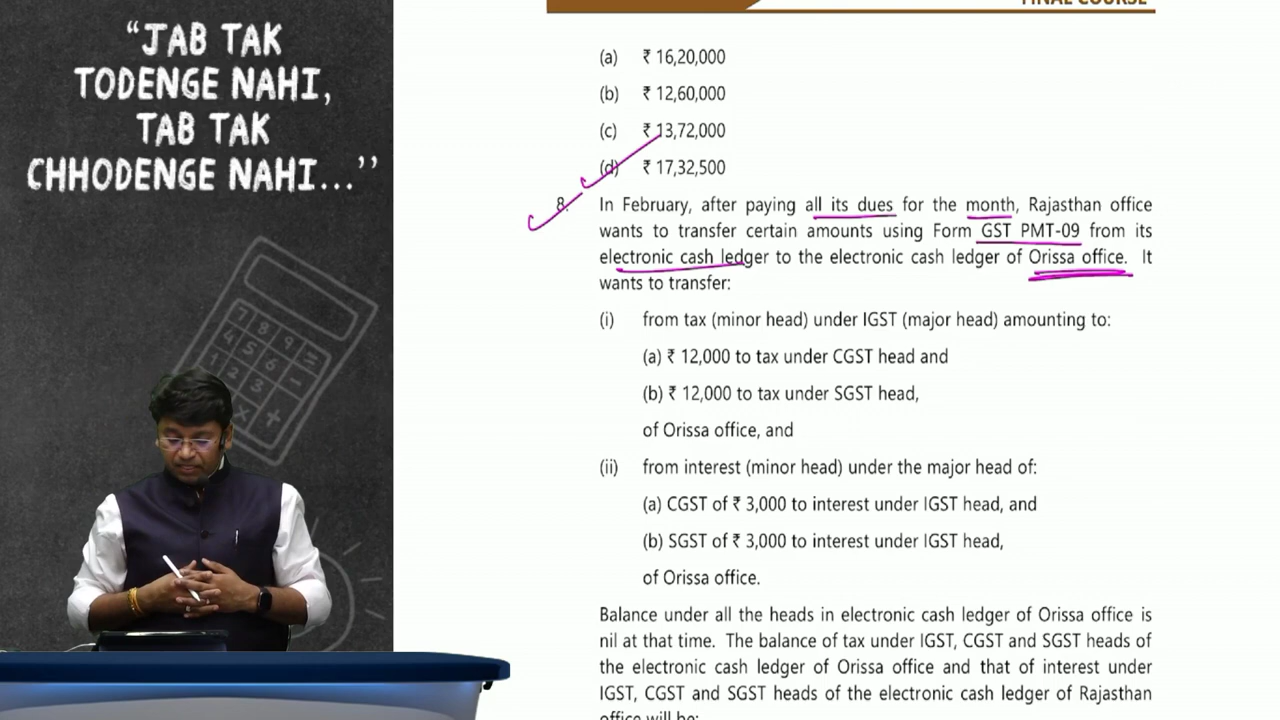 “JAB TAK
TODENGE NAHI,
TAB TAK
CHHODENGE NAHI...’’
FINAL COURSE
(a) ₹ 16,20,000
(b) ₹ 12,60,000
(c) ₹ 13,72,000
(d) ₹ 17,32,500
8. In February, after paying all its dues for the month, Rajasthan office
wants to transfer certain amounts using Form GST PMT-09 from its
electronic cash ledger to the electronic cash ledger of Orissa office. It
wants to transfer:
(i) from tax (minor head) under IGST (major head) amounting to:
(a) ₹ 12,000 to tax under CGST head and
(b) ₹ 12,000 to tax under SGST head,
of Orissa office, and
(ii) from interest (minor head) under the major head of:
(a) CGST of ₹ 3,000 to interest under IGST head, and
(b) SGST of ₹ 3,000 to interest under IGST head,
of Orissa office.
Balance under all the heads in electronic cash ledger of Orissa office is
nil at that time. The balance of tax under IGST, CGST and SGST heads of
the electronic cash ledger of Orissa office and that of interest under
IGST, CGST and SGST heads of the electronic cash ledger of Rajasthan
office will be:
7 8 9 =
4 5 6 −
1 2 3
× +